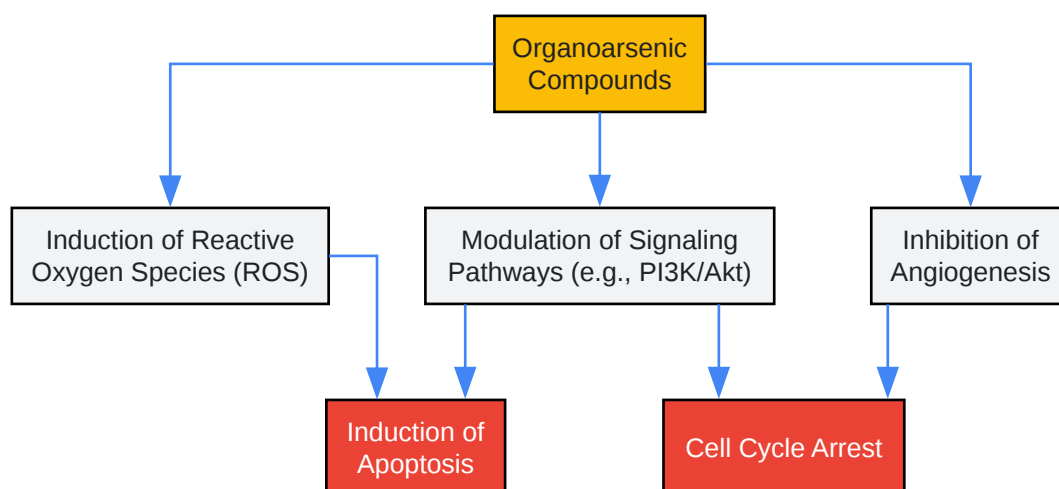 Organoarsenic
Compounds
Induction of Reactive
Oxygen Species (ROS)
Modulation of Signaling
Pathways (e.g., PI3K/Akt)
Inhibition of
Angiogenesis
Induction of
Apoptosis
Cell Cycle Arrest